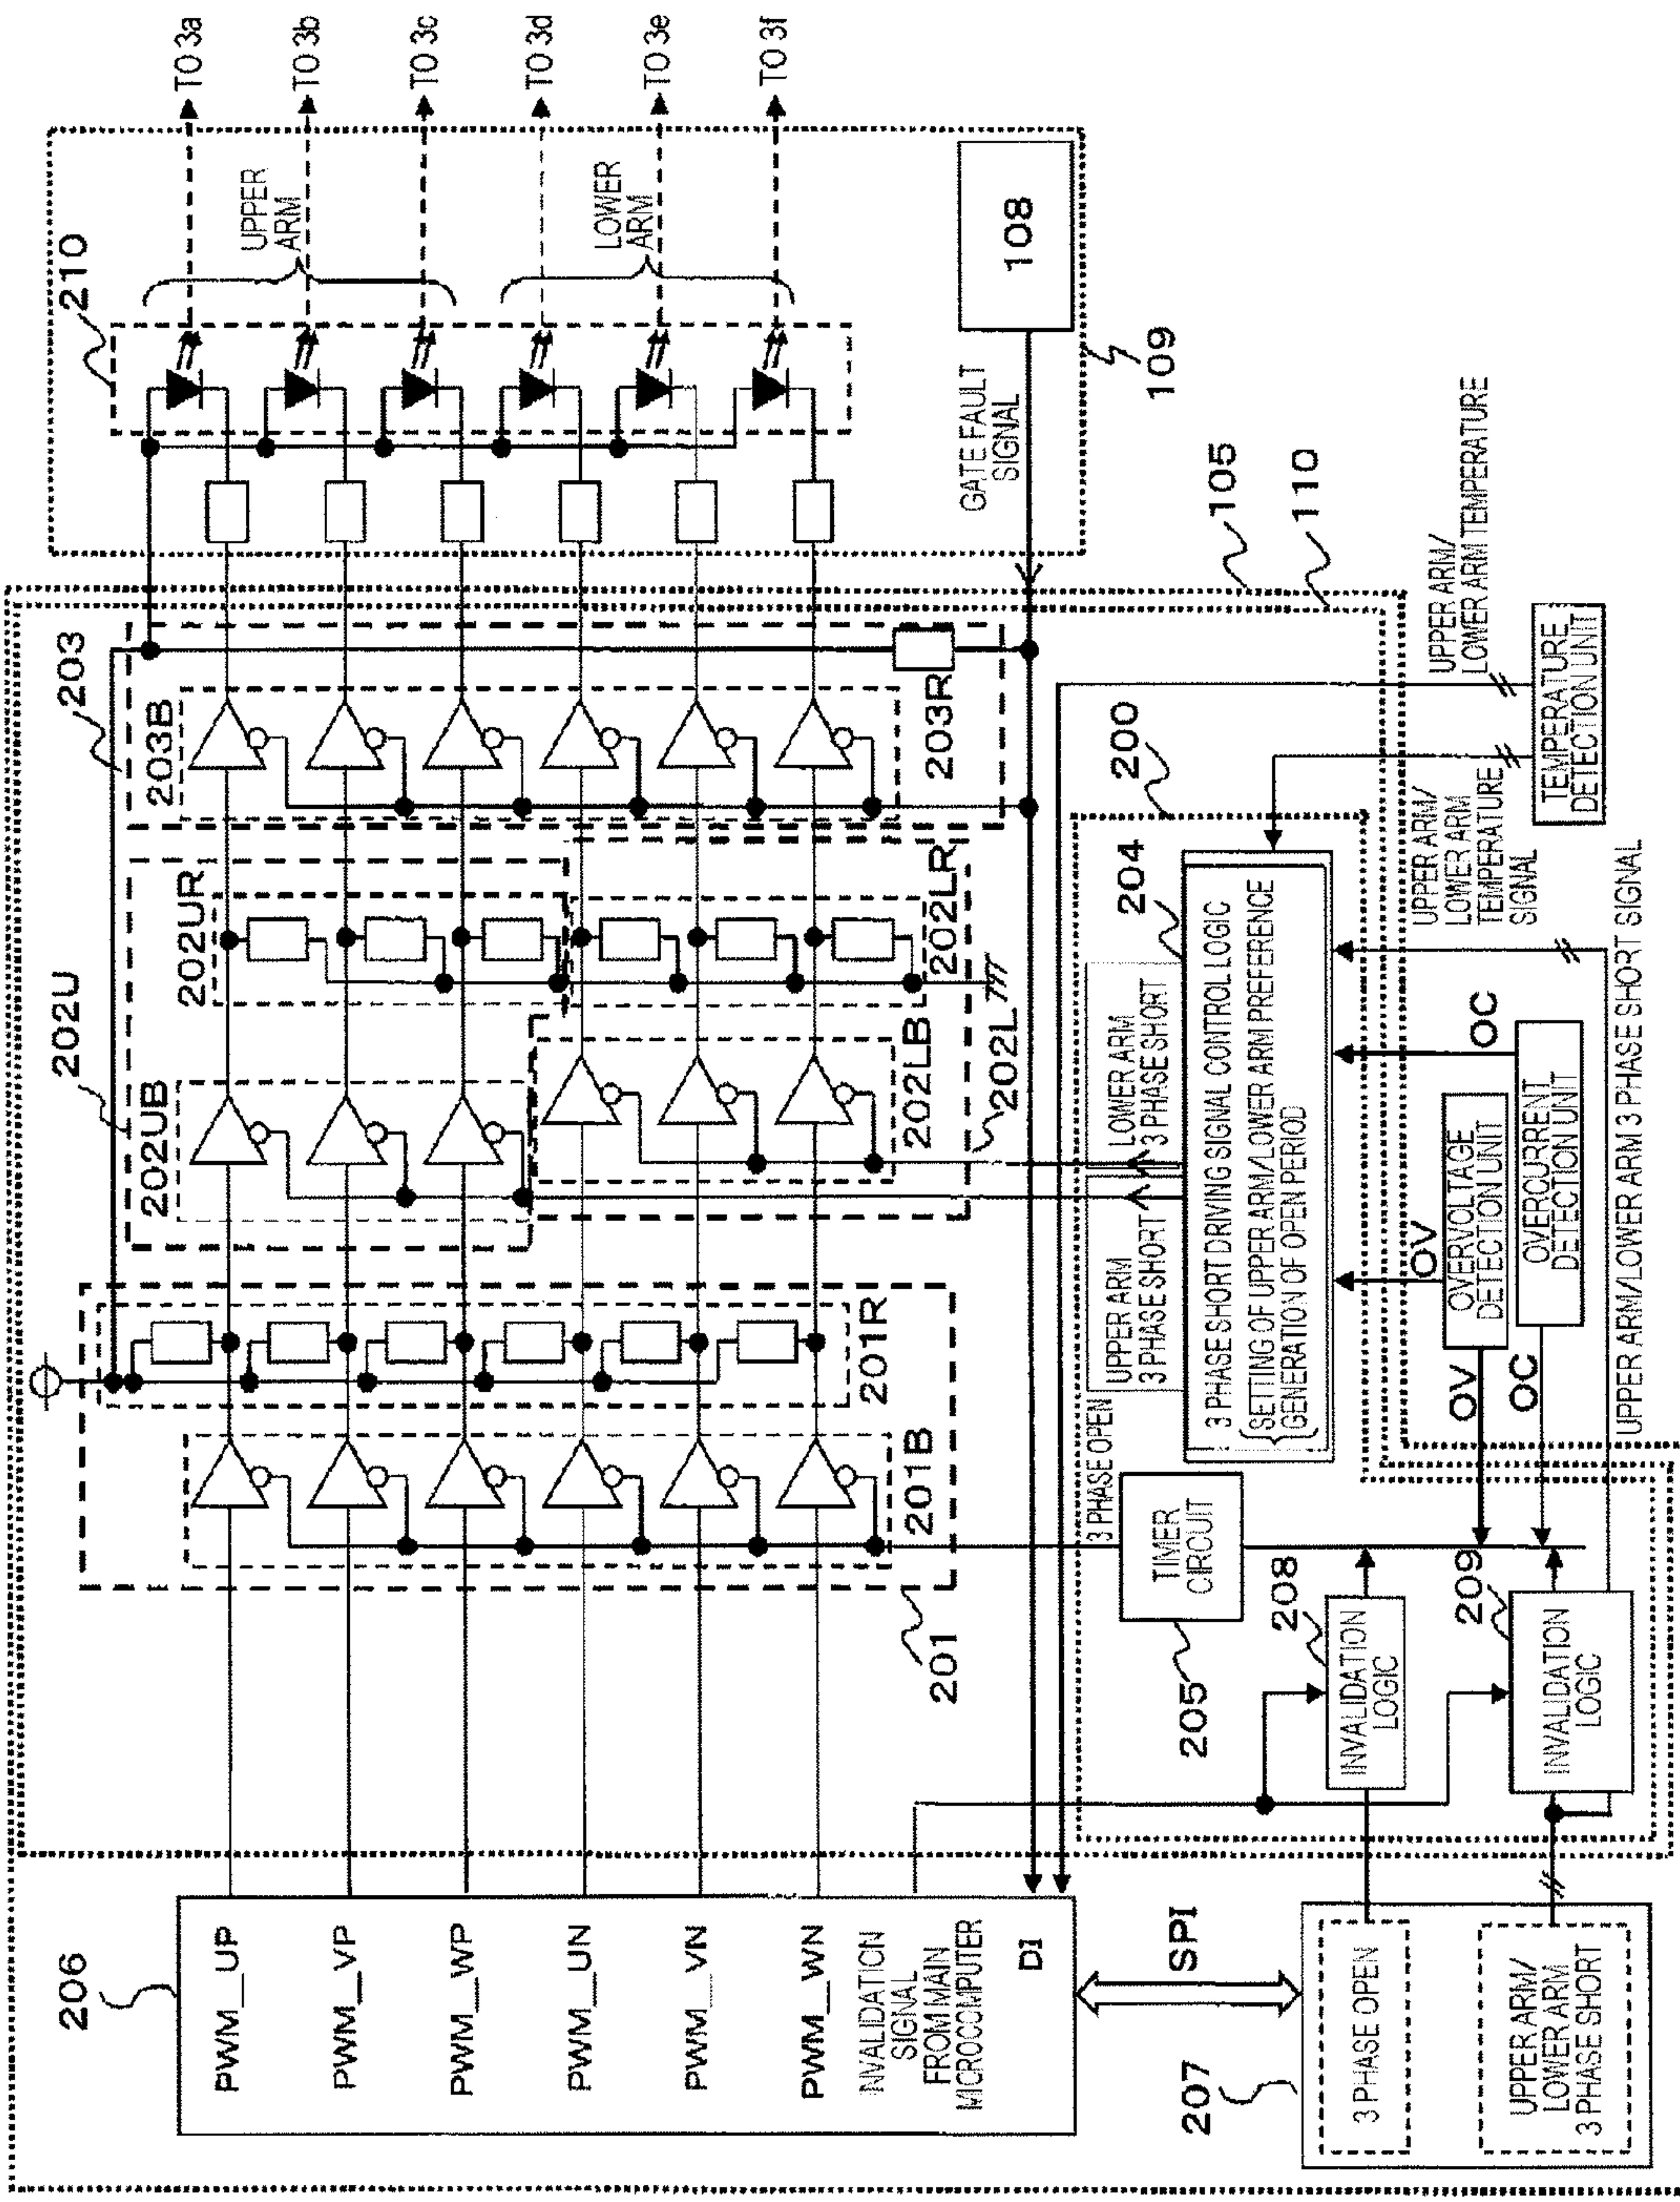 206
PWM_UP
PWM_VP
PWM_WP
PWM_UN
PWM_VN
PWM_WN
INVALIDATION
SIGNAL
FROM MAIN
MICROCOMPUTER
DI
SPI
207
3 PHASE OPEN
UPPER ARM/
LOWER ARM
3 PHASE SHORT
201
201B
201R
202U
202UB
202UR
202LB
202LR
202L
203
203B
203R
210
UPPER
ARM
LOWER
ARM
TO 3a
TO 3b
TO 3c
TO 3d
TO 3e
TO 3f
108
GATE FAULT
SIGNAL
109
105
110
200
204
3 PHASE OPEN
UPPER ARM
3 PHASE SHORT
LOWER ARM
3 PHASE SHORT
TIMER
CIRCUIT
205
3 PHASE SHORT DRIVING SIGNAL CONTROL LOGIC
SETTING OF UPPER ARM/LOWER ARM PREFERENCE
GENERATION OF OPEN PERIOD
208
INVALIDATION
LOGIC
209
INVALIDATION
LOGIC
OV
OC
OV
OC
OVERVOLTAGE
DETECTION UNIT
OVERCURRENT
DETECTION UNIT
UPPER ARM/
LOWER ARM
TEMPERATURE
SIGNAL
UPPER ARM/
LOWER ARM TEMPERATURE
TEMPERATURE
DETECTION UNIT
UPPER ARM/LOWER ARM 3 PHASE SHORT SIGNAL